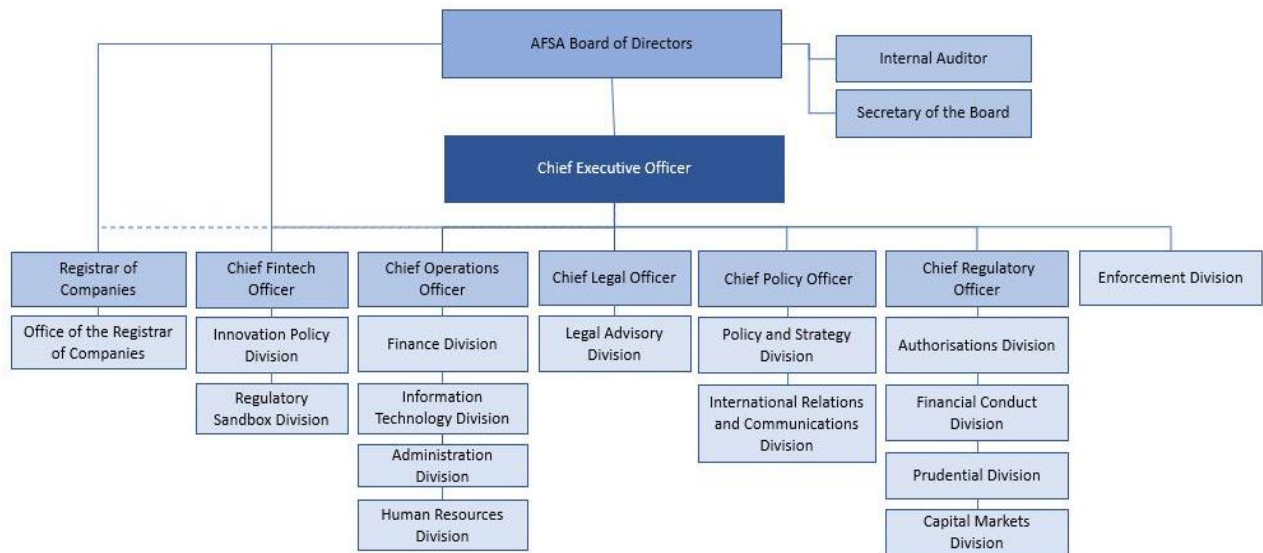 AFSA Board of Directors
Internal Auditor
Secretary of the Board
Chief Executive Officer
Registrar of
Companies
Chief Fintech
Officer
Chief Operations
Officer
Chief Legal Officer
Chief Policy Officer
Chief Regulatory
Officer
Enforcement Division
Office of the Registrar
of Companies
Innovation Policy
Division
Finance Division
Legal Advisory
Division
Policy and Strategy
Division
Authorisations Division
Regulatory
Sandbox Division
Information
Technology Division
International Relations
and Communications
Division
Financial Conduct
Division
Administration
Division
Prudential Division
Human Resources
Division
Capital Markets
Division